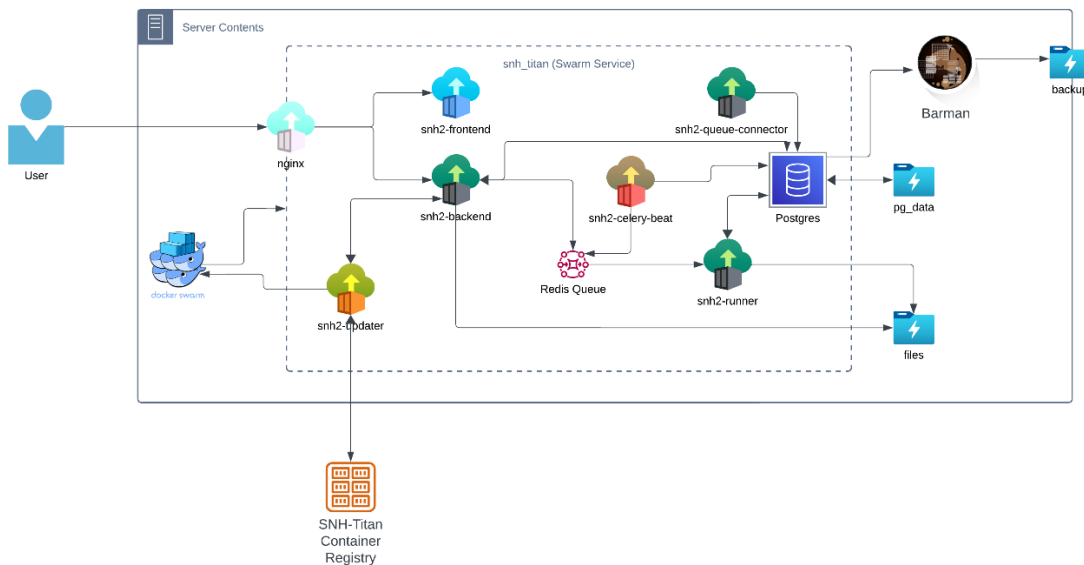 Server Contents
snh_titan (Swarm Service)
snh2-frontend
snh2-queue-connector
Barman
backup
User
nginx
snh2-backend
snh2-celery-beat
Postgres
pg_data
docker swarm
snh2-updater
Redis Queue
snh2-runner
files
SNH-Titan
Container
Registry